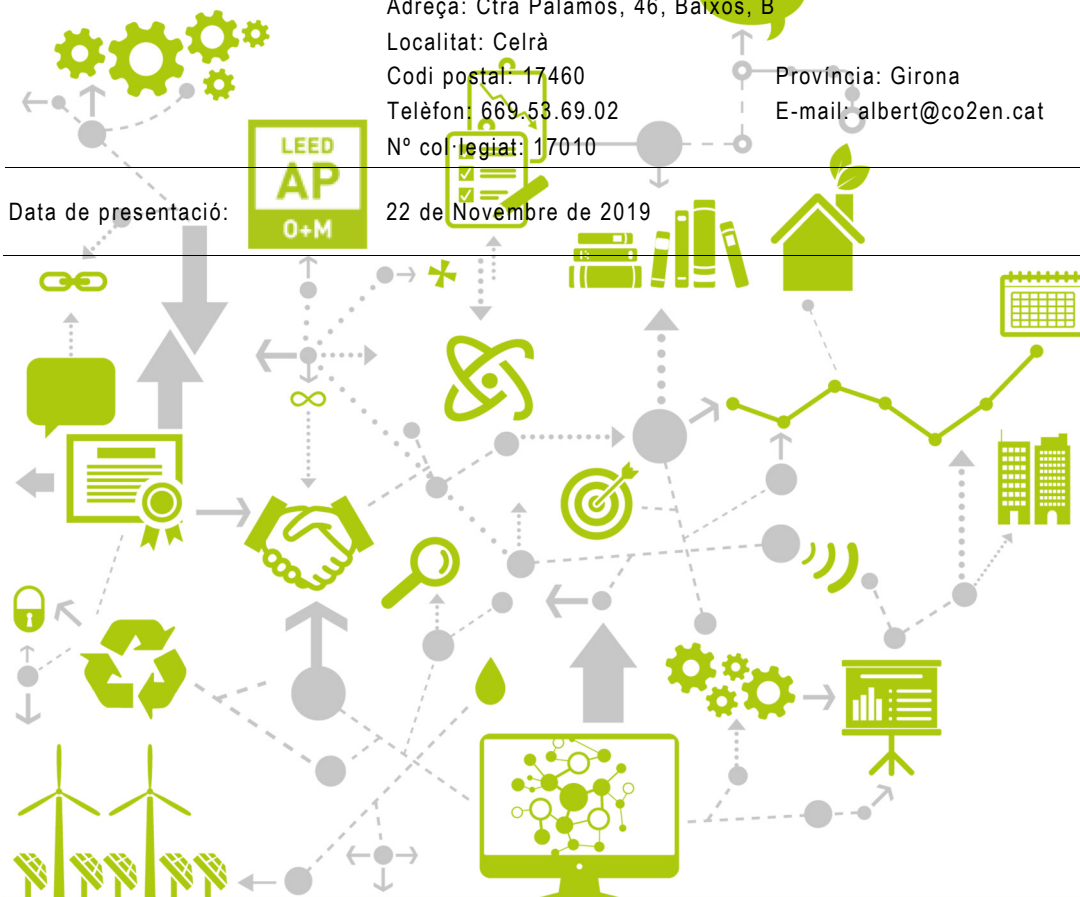 Adreça: Ctra Palamós, 46, Baixos, B
Localitat: Celrà
Codi postal: 17460 Província: Girona
Telèfon: 669.53.69.02 E-mail: albert@co2en.cat
Nº col·legiat: 17010
LEED
AP
O+M
Data de presentació: 22 de Novembre de 2019